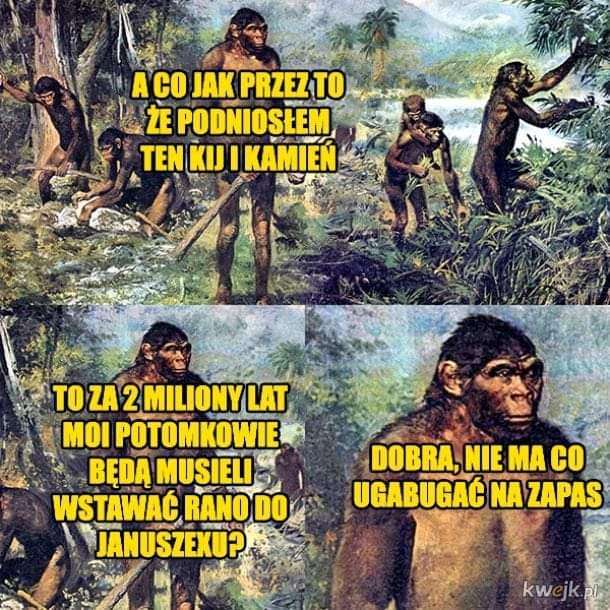 A CO JAK PRZEZ TO
ŻE PODNIOSŁEM
TEN KIJ I KAMIEŃ
TO ZA 2 MILIONY LAT
MOI POTOMKOWIE
BĘDĄ MUSIELI
WSTAWAĆ RANO DO
JANUSZEXU?
DOBRA, NIE MA CO
UGABUGAĆ NA ZAPAS
kwejk.pl